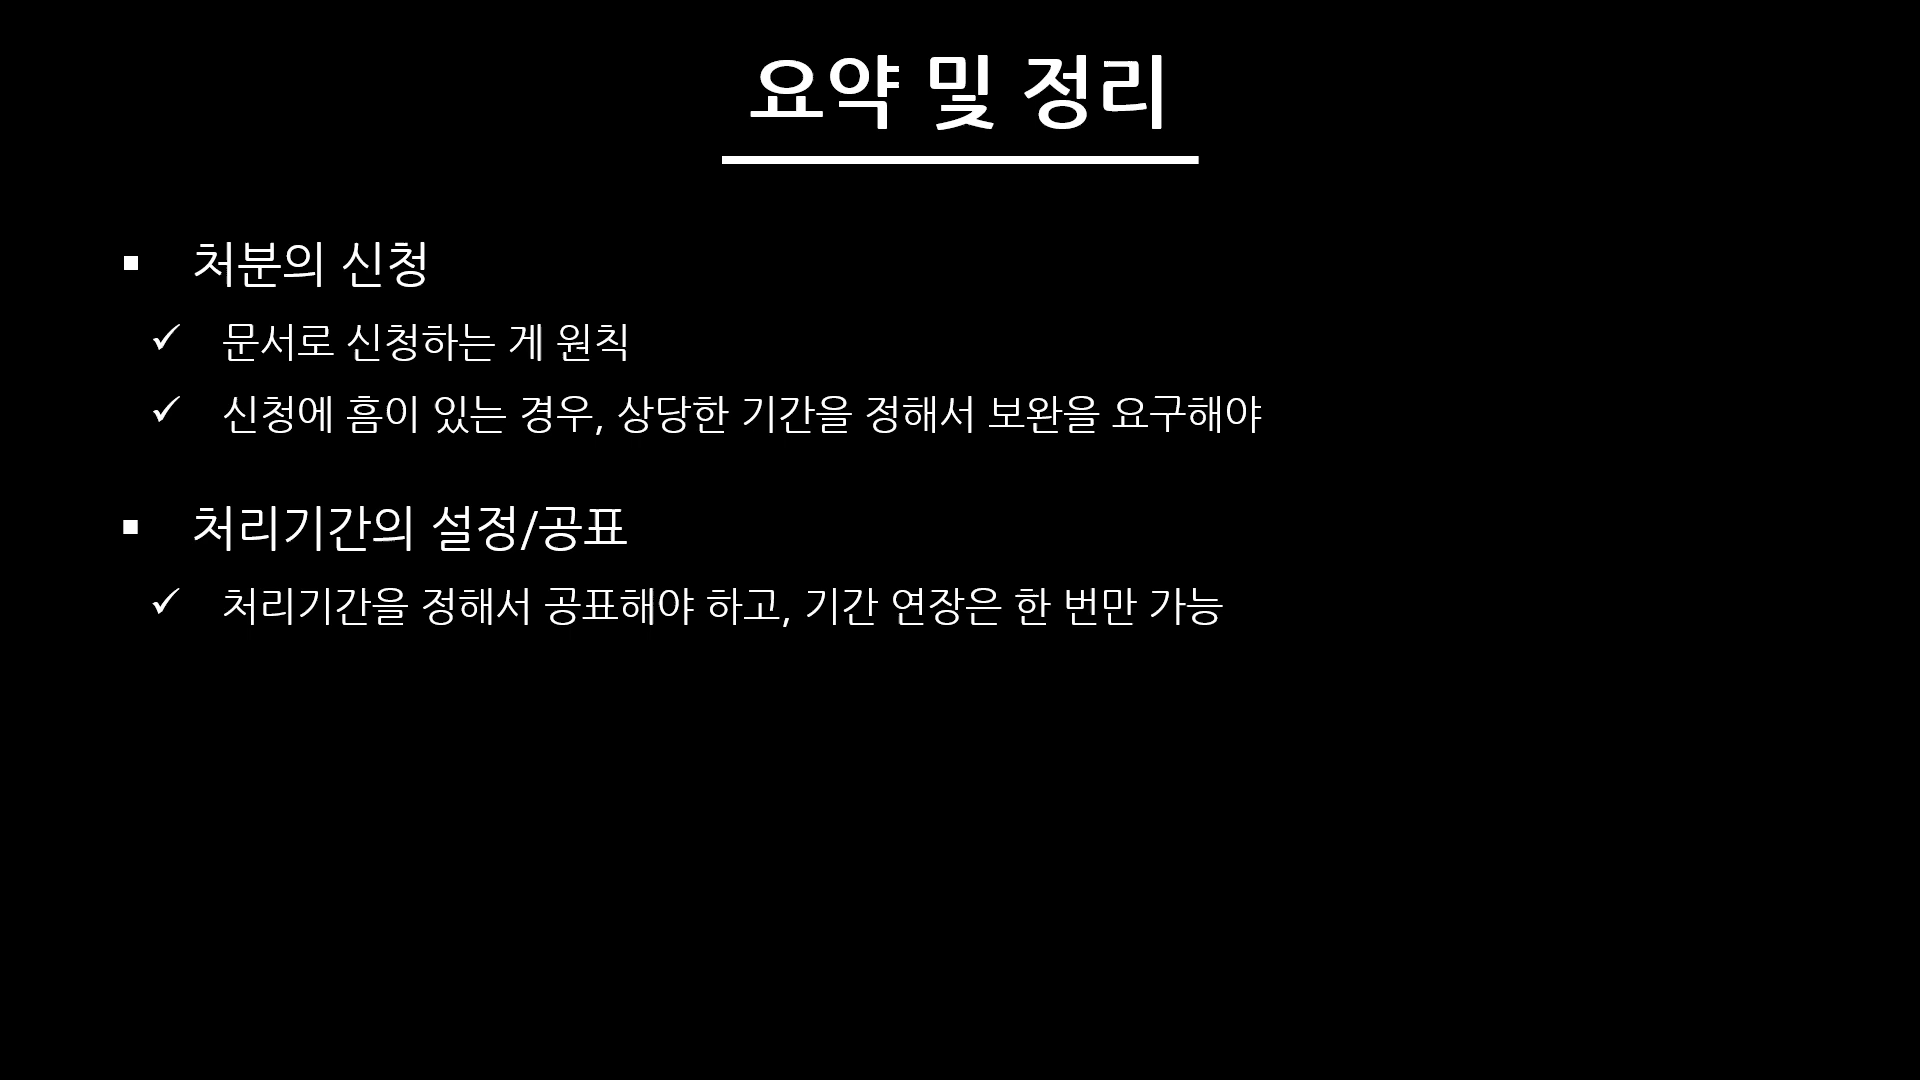 요약 및 정리
▪ 처분의 신청
✓ 문서로 신청하는 게 원칙
✓ 신청에 흠이 있는 경우, 상당한 기간을 정해서 보완을 요구해야
▪ 처리기간의 설정/공표
✓ 처리기간을 정해서 공표해야 하고, 기간 연장은 한 번만 가능